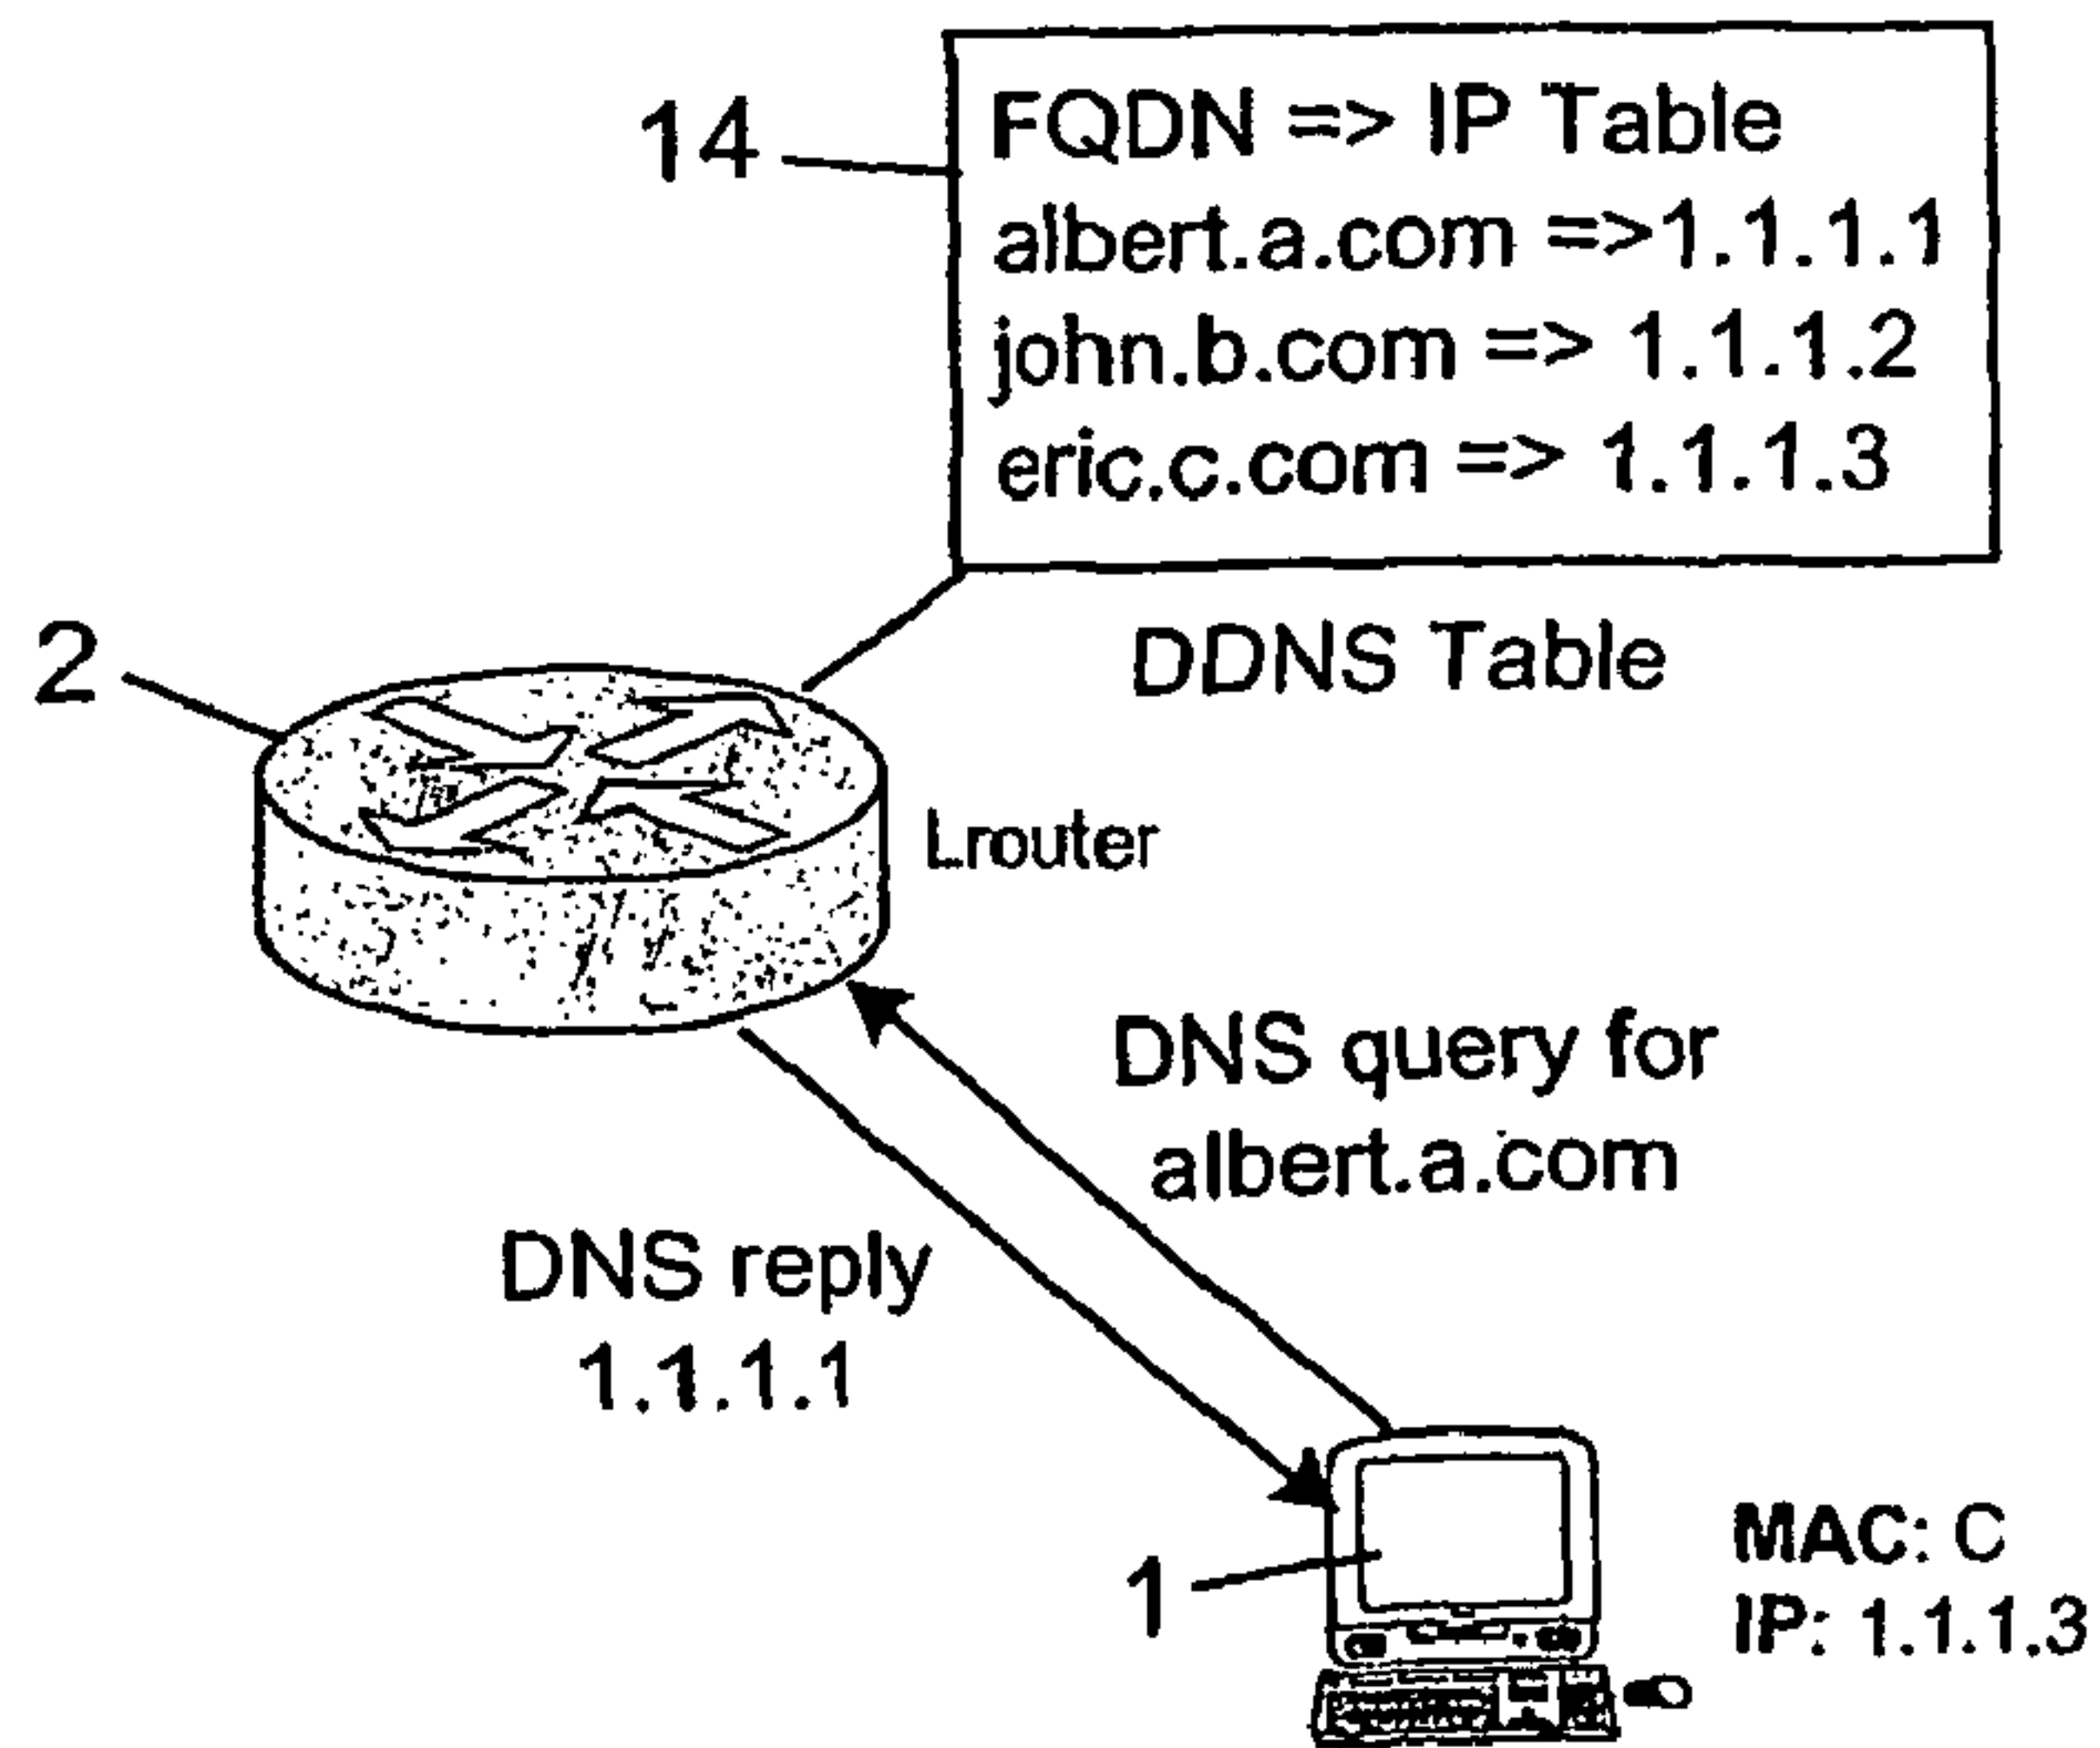 14
FQDN => IP Table
albert.a.com =>1.1.1.1
john.b.com => 1.1.1.2
eric.c.com => 1.1.1.3
DDNS Table
2
Lrouter
DNS query for
albert.a.com
DNS reply
1.1.1.1
1
MAC: C
IP: 1.1.1.3